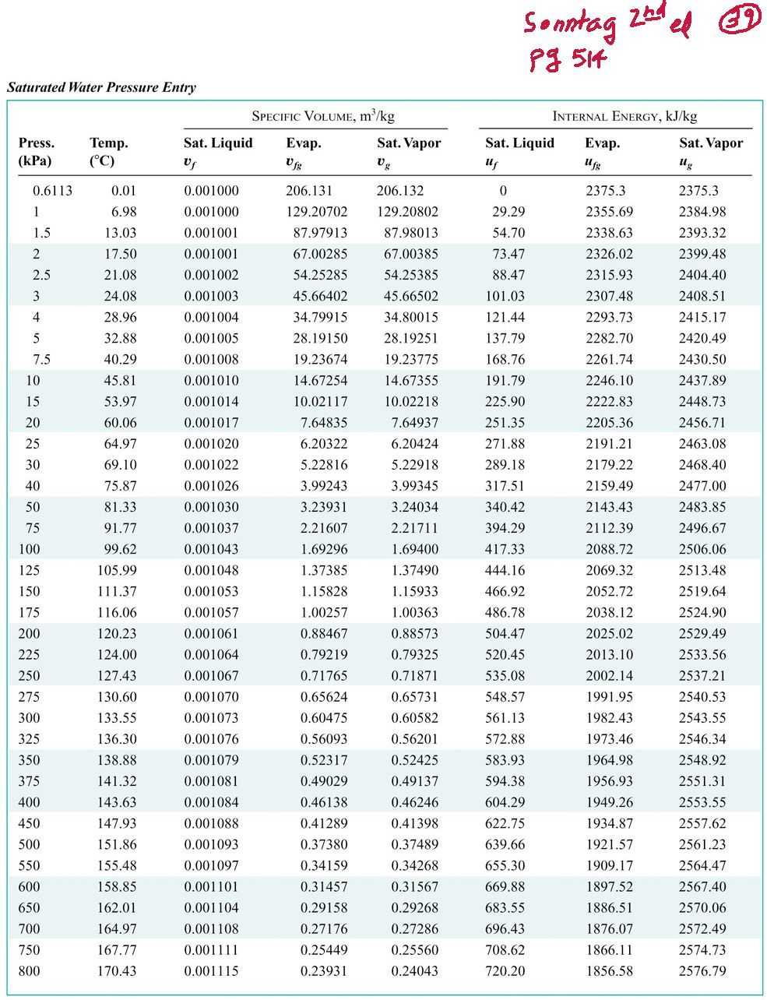 Sonntag 2nd ed 39
Pg 514
Saturated Water Pressure Entry
SPECIFIC VOLUME, m³/kg INTERNAL ENERGY, kJ/kg
Press. Temp. Sat. Liquid Evap. Sat. Vapor Sat. Liquid Evap. Sat. Vapor
(kPa) (°C) vf vfg vg uf ufg ug
0.6113 0.01 0.001000 206.131 206.132 0 2375.3 2375.3
1 6.98 0.001000 129.20702 129.20802 29.29 2355.69 2384.98
1.5 13.03 0.001001 87.97913 87.98013 54.70 2338.63 2393.32
2 17.50 0.001001 67.00285 67.00385 73.47 2326.02 2399.48
2.5 21.08 0.001002 54.25285 54.25385 88.47 2315.93 2404.40
3 24.08 0.001003 45.66402 45.66502 101.03 2307.48 2408.51
4 28.96 0.001004 34.79915 34.80015 121.44 2293.73 2415.17
5 32.88 0.001005 28.19150 28.19251 137.79 2282.70 2420.49
7.5 40.29 0.001008 19.23674 19.23775 168.76 2261.74 2430.50
10 45.81 0.001010 14.67254 14.67355 191.79 2246.10 2437.89
15 53.97 0.001014 10.02117 10.02218 225.90 2222.83 2448.73
20 60.06 0.001017 7.64835 7.64937 251.35 2205.36 2456.71
25 64.97 0.001020 6.20322 6.20424 271.88 2191.21 2463.08
30 69.10 0.001022 5.22816 5.22918 289.18 2179.22 2468.40
40 75.87 0.001026 3.99243 3.99345 317.51 2159.49 2477.00
50 81.33 0.001030 3.23931 3.24034 340.42 2143.43 2483.85
75 91.77 0.001037 2.21607 2.21711 394.29 2112.39 2496.67
100 99.62 0.001043 1.69296 1.69400 417.33 2088.72 2506.06
125 105.99 0.001048 1.37385 1.37490 444.16 2069.32 2513.48
150 111.37 0.001053 1.15828 1.15933 466.92 2052.72 2519.64
175 116.06 0.001057 1.00257 1.00363 486.78 2038.12 2524.90
200 120.23 0.001061 0.88467 0.88573 504.47 2025.02 2529.49
225 124.00 0.001064 0.79219 0.79325 520.45 2013.10 2533.56
250 127.43 0.001067 0.71765 0.71871 535.08 2002.14 2537.21
275 130.60 0.001070 0.65624 0.65731 548.57 1991.95 2540.53
300 133.55 0.001073 0.60475 0.60582 561.13 1982.43 2543.55
325 136.30 0.001076 0.56093 0.56201 572.88 1973.46 2546.34
350 138.88 0.001079 0.52317 0.52425 583.93 1964.98 2548.92
375 141.32 0.001081 0.49029 0.49137 594.38 1956.93 2551.31
400 143.63 0.001084 0.46138 0.46246 604.29 1949.26 2553.55
450 147.93 0.001088 0.41289 0.41398 622.75 1934.87 2557.62
500 151.86 0.001093 0.37380 0.37489 639.66 1921.57 2561.23
550 155.48 0.001097 0.34159 0.34268 655.30 1909.17 2564.47
600 158.85 0.001101 0.31457 0.31567 669.88 1897.52 2567.40
650 162.01 0.001104 0.29158 0.29268 683.55 1886.51 2570.06
700 164.97 0.001108 0.27176 0.27286 696.43 1876.07 2572.49
750 167.77 0.001111 0.25449 0.25560 708.62 1866.11 2574.73
800 170.43 0.001115 0.23931 0.24043 720.20 1856.58 2576.79